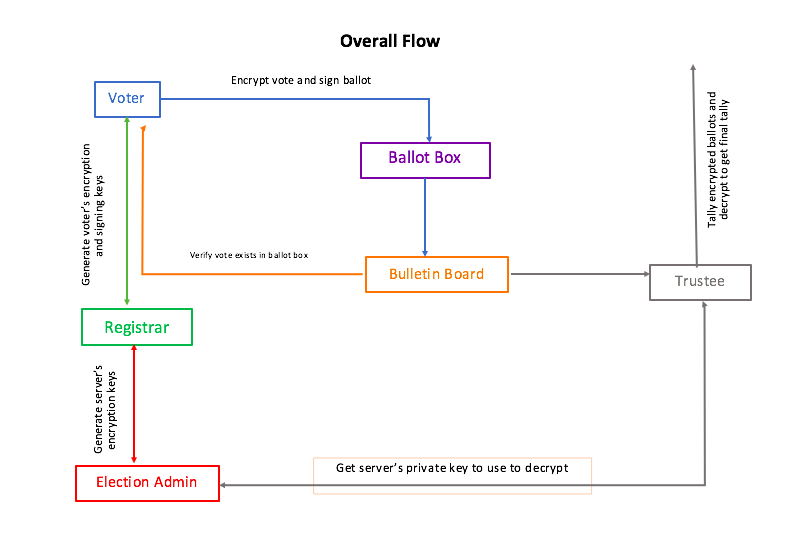 Overall Flow
Encrypt vote and sign ballot
Voter
Ballot Box
Tally encrypted ballots and
decrypt to get final tally
Generate voter's encryption
and signing keys
Verify vote exists in ballot box
Bulletin Board
Trustee
Registrar
Generate server's
encryption keys
Get server's private key to use to decrypt
Election Admin